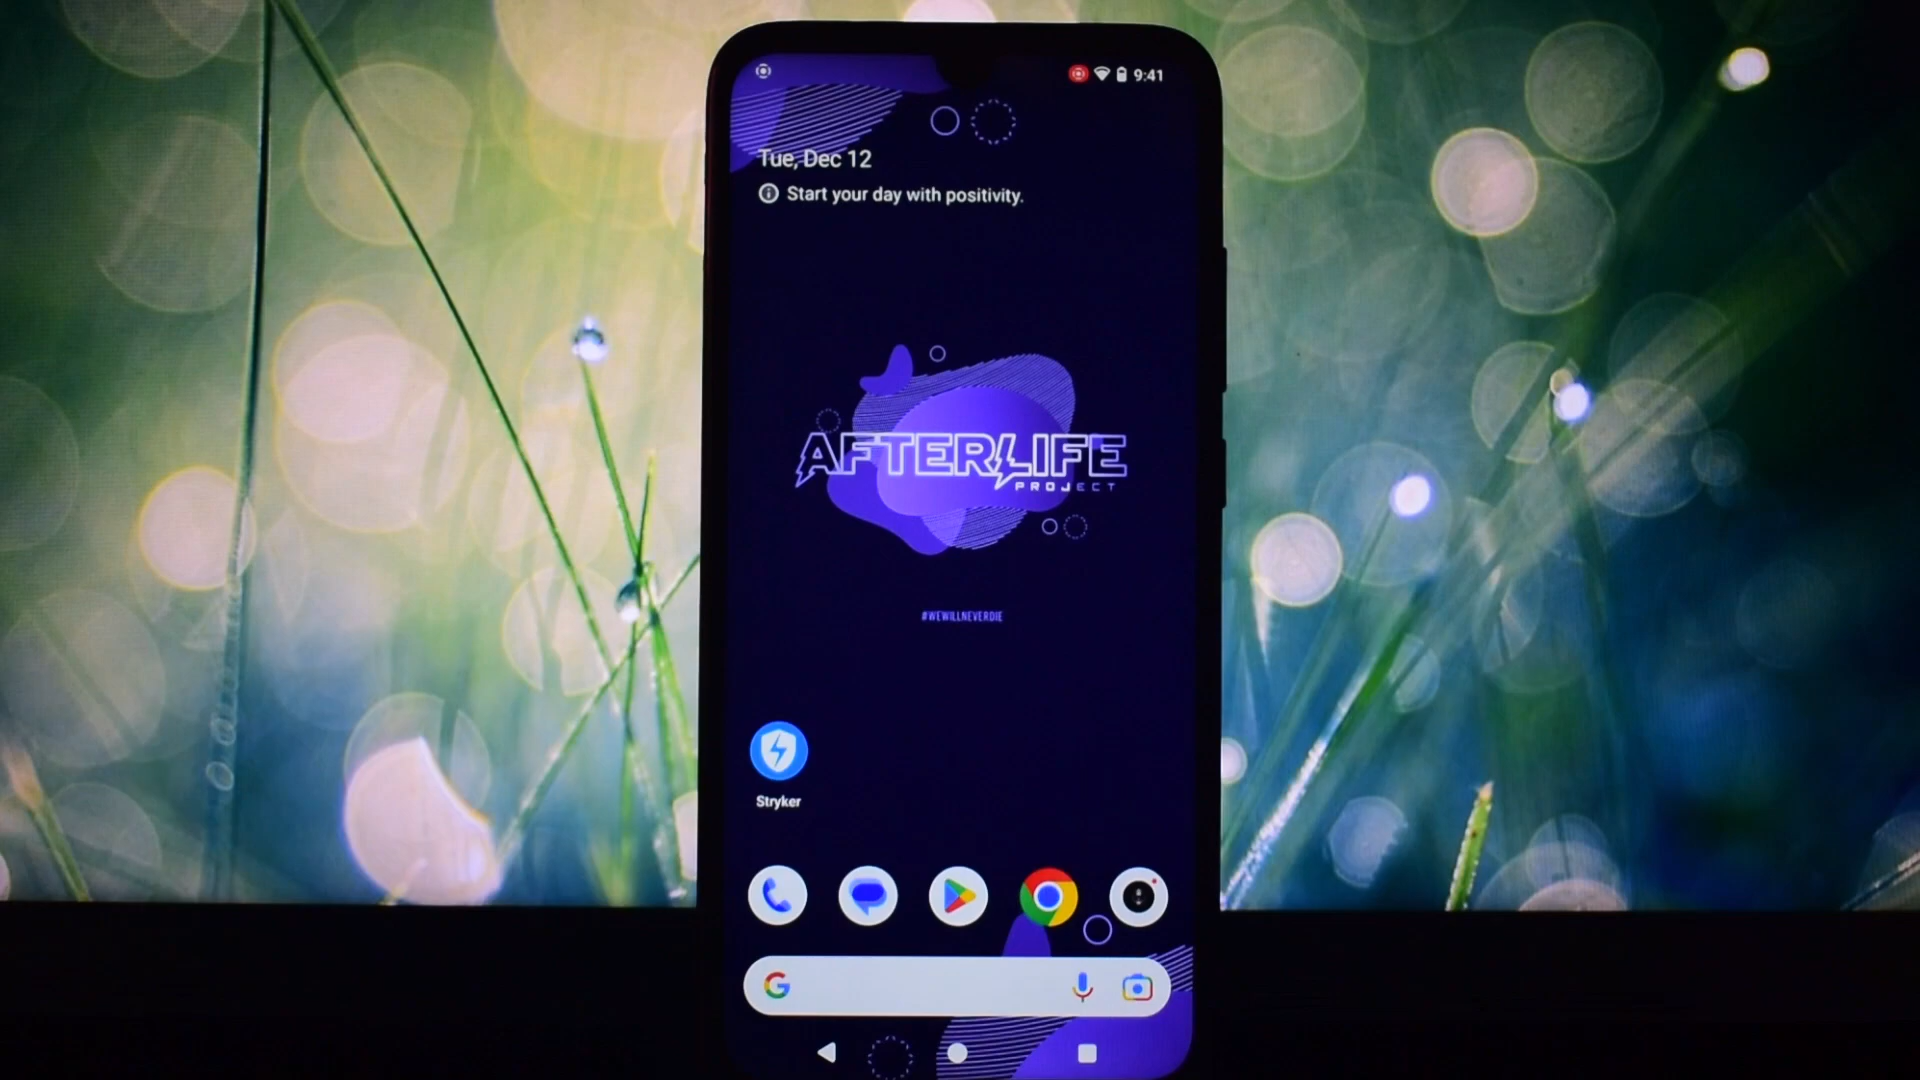 9:41
Tue, Dec 12
Start your day with positivity.
AFTERLIFE
PROJECT
#WEWILLNEVERDIE
Stryker
G